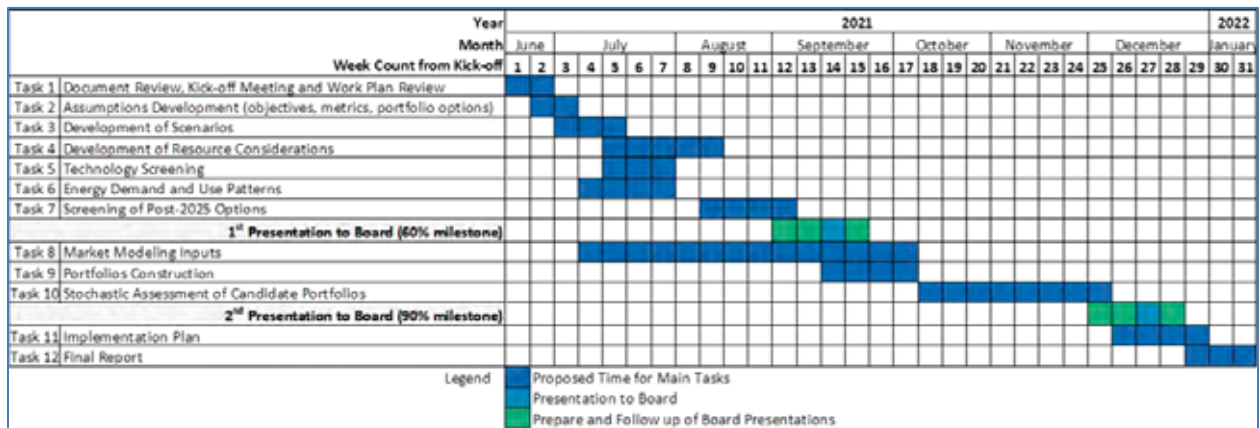 Year 2021 2022
Month June July August September October November December January
Week Count from Kick-off 1 2 3 4 5 6 7 8 9 10 11 12 13 14 15 16 17 18 19 20 21 22 23 24 25 26 27 28 29 30 31
Task 1 Document Review, Kick-off Meeting and Work Plan Review
Task 2 Assumptions Development (objectives, metrics, portfolio options)
Task 3 Development of Scenarios
Task 4 Development of Resource Considerations
Task 5 Technology Screening
Task 6 Energy Demand and Use Patterns
Task 7 Screening of Post-2025 Options
1st Presentation to Board (60% milestone)
Task 8 Market Modeling Inputs
Task 9 Portfolios Construction
Task 10 Stochastic Assessment of Candidate Portfolios
2nd Presentation to Board (90% milestone)
Task 11 Implementation Plan
Task 12 Final Report
Legend Proposed Time for Main Tasks
Presentation to Board
Prepare and Follow up of Board Presentations